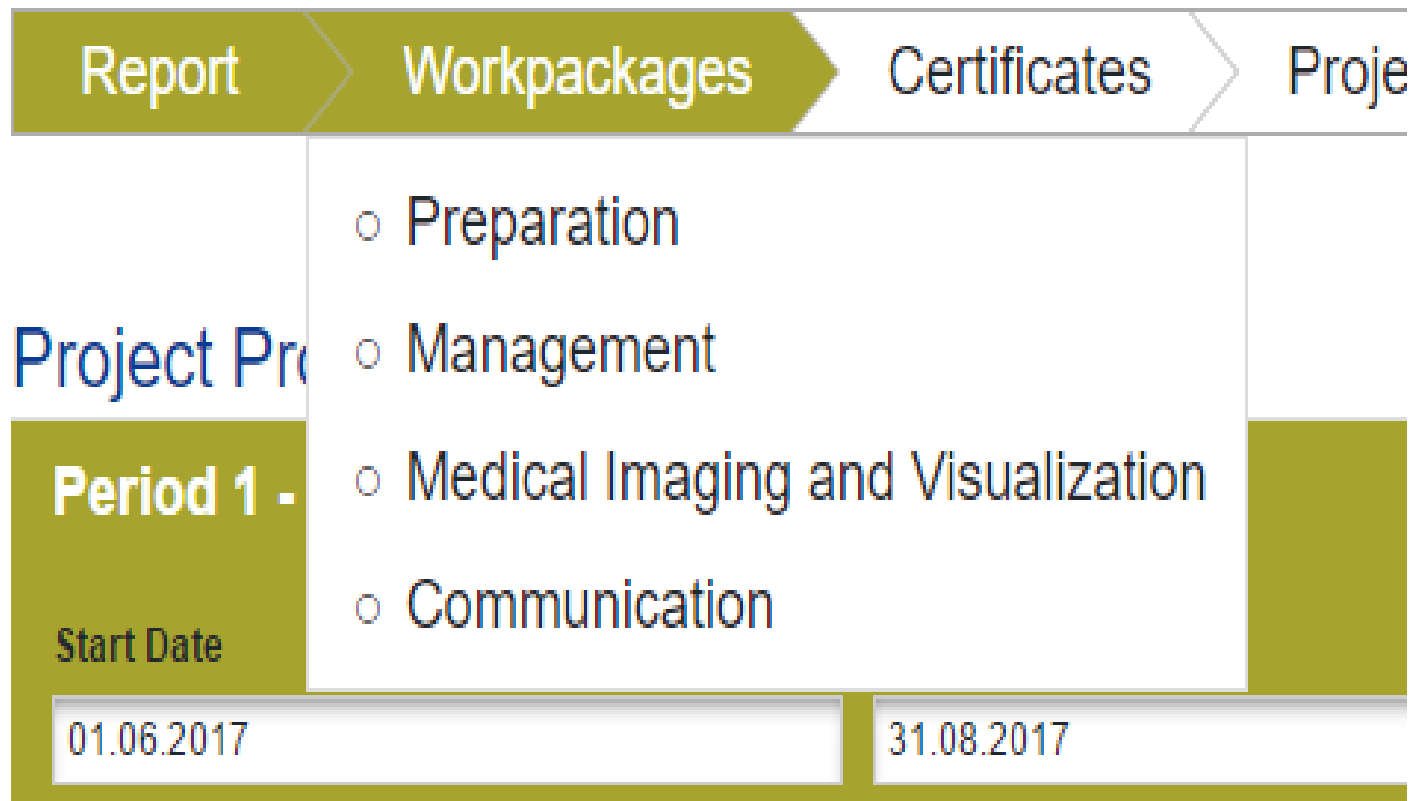 Report Workpackages Certificates Proje
Preparation
Management
Project Pro
Medical Imaging and Visualization
Period 1 -
Communication
Start Date
01.06.2017 31.08.2017